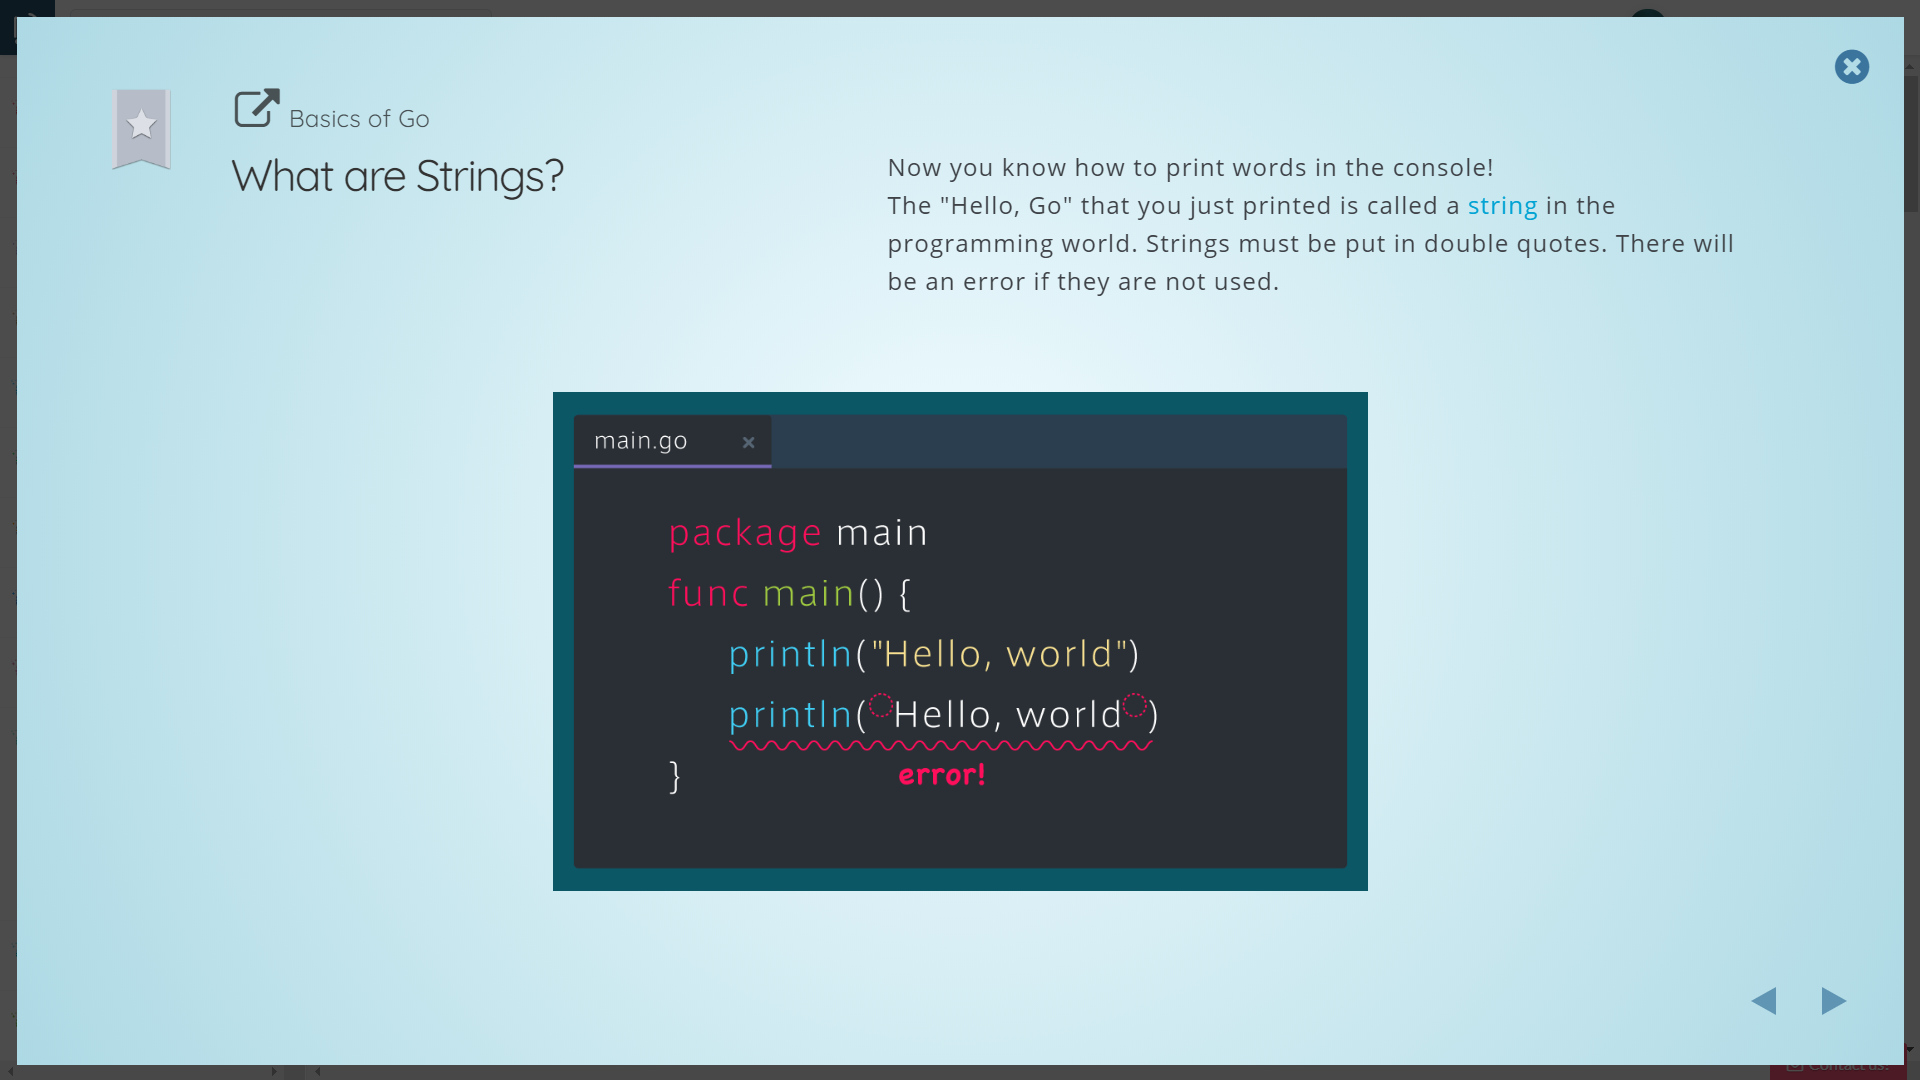 Basics of Go
What are Strings?
Now you know how to print words in the console!
The "Hello, Go" that you just printed is called a string in the
programming world. Strings must be put in double quotes. There will
be an error if they are not used.
main.go ×
package main
func main() {
println("Hello, world")
println(Hello, world)
error!
}
Contact us!